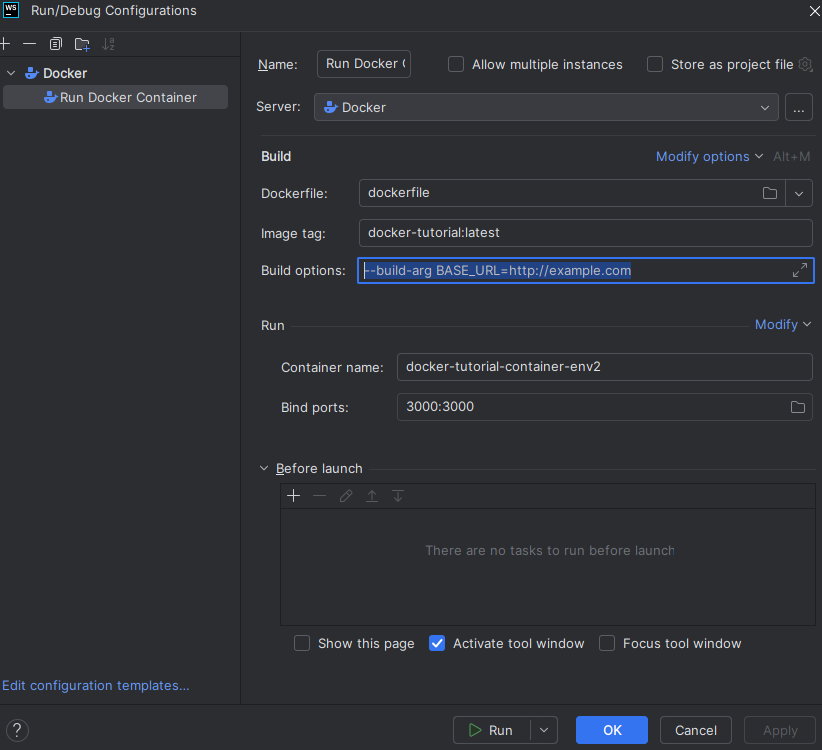 WS
Run/Debug Configurations
Docker
Run Docker Container
Name:
Run Docker C
Allow multiple instances
Store as project file
Server:
Docker
...
Build
Modify options
Alt+M
Dockerfile:
dockerfile
Image tag:
docker-tutorial:latest
Build options:
--build-arg BASE_URL=http://example.com
Run
Modify
Container name:
docker-tutorial-container-env2
Bind ports:
3000:3000
Before launch
There are no tasks to run before launch
Show this page
Activate tool window
Focus tool window
Edit configuration templates...
?
Run
OK
Cancel
Apply